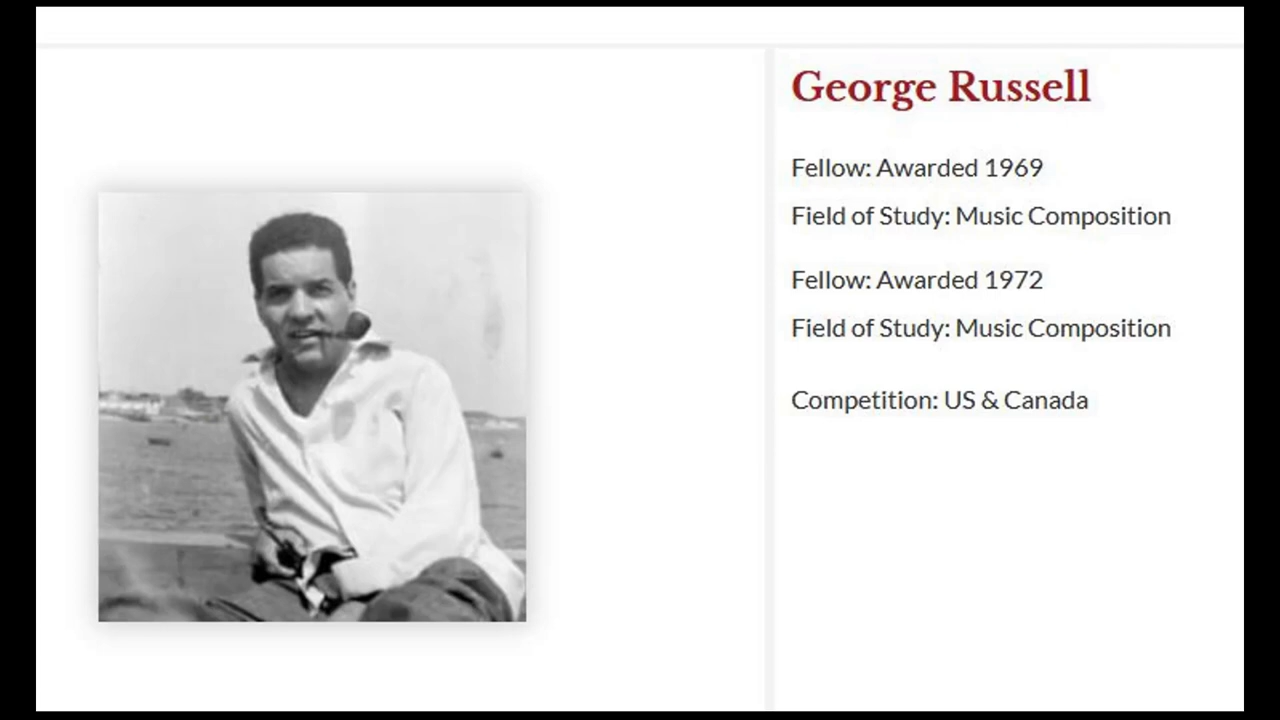 George Russell
Fellow: Awarded 1969
Field of Study: Music Composition
Fellow: Awarded 1972
Field of Study: Music Composition
Competition: US & Canada